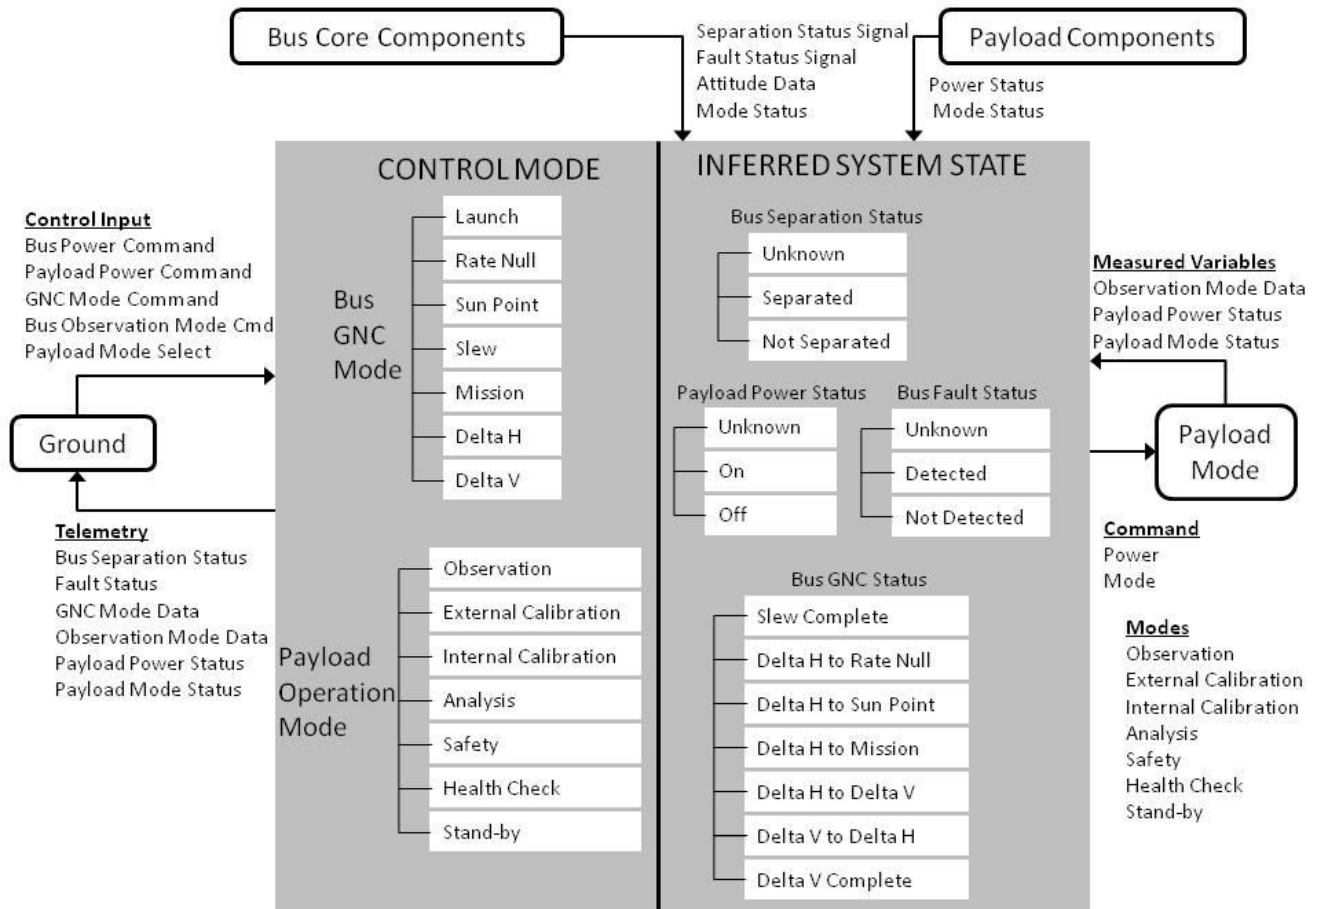 Bus Core Components
Payload Components
Separation Status Signal
Fault Status Signal
Attitude Data
Mode Status
Power Status
Mode Status
Control Input
Bus Power Command
Payload Power Command
GNC Mode Command
Bus Observation Mode Cmd
Payload Mode Select
Ground
Telemetry
Bus Separation Status
Fault Status
GNC Mode Data
Observation Mode Data
Payload Power Status
Payload Mode Status
CONTROL MODE
Bus
GNC
Mode
Launch
Rate Null
Sun Point
Slew
Mission
Delta H
Delta V
Payload
Operation
Mode
Observation
External Calibration
Internal Calibration
Analysis
Safety
Health Check
Stand-by
INFERRED SYSTEM STATE
Bus Separation Status
Unknown
Separated
Not Separated
Payload Power Status
Unknown
On
Off
Bus Fault Status
Unknown
Detected
Not Detected
Bus GNC Status
Slew Complete
Delta H to Rate Null
Delta H to Sun Point
Delta H to Mission
Delta H to Delta V
Delta V to Delta H
Delta V Complete
Measured Variables
Observation Mode Data
Payload Power Status
Payload Mode Status
Payload
Mode
Command
Power
Mode
Modes
Observation
External Calibration
Internal Calibration
Analysis
Safety
Health Check
Stand-by